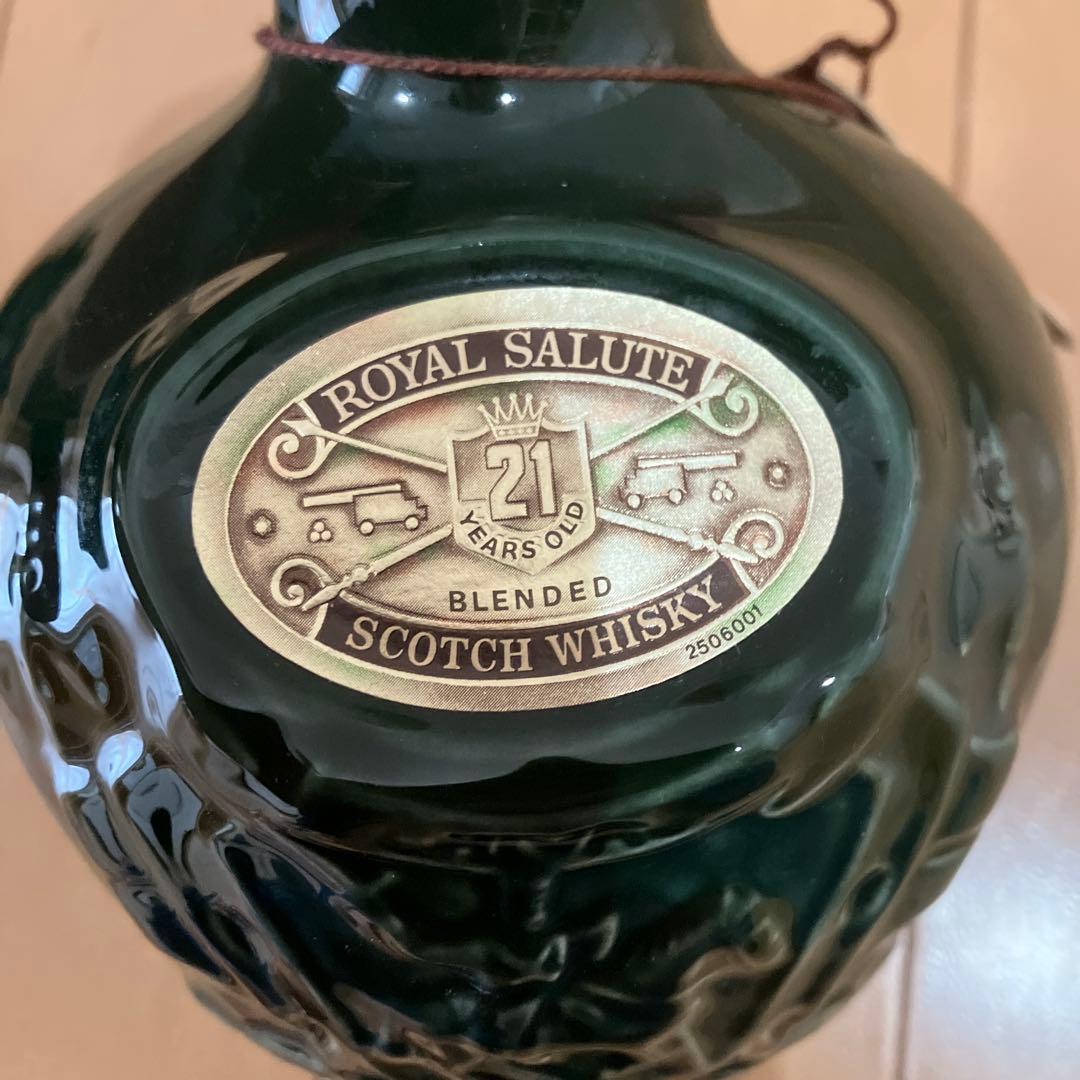 ROYAL SALUTE
21
YEARS OLD
BLENDED
SCOTCH WHISKY
2506001